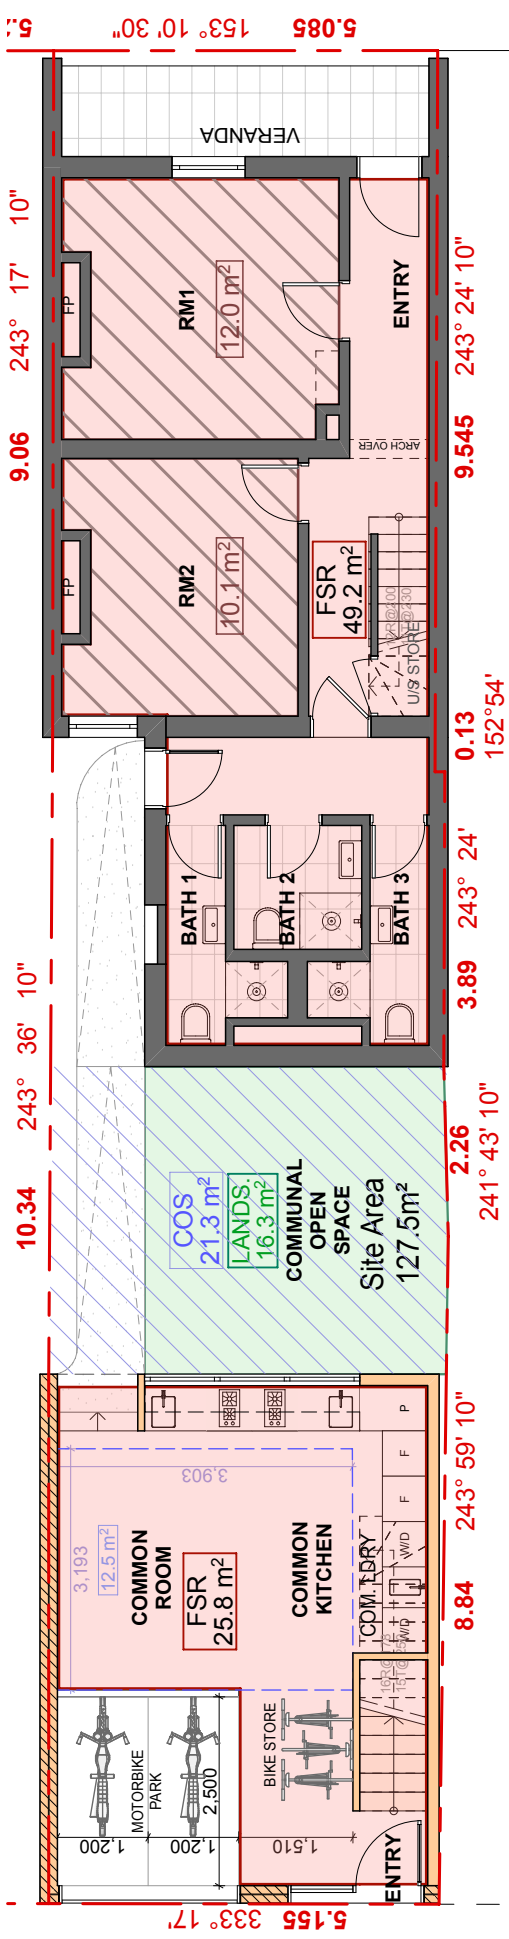 5.085
153° 10' 30"
VERANDA
243° 17' 10"
9.06
FP
RM1
12.0 m²
ENTRY
243° 24' 10"
9.545
ARCH OVER
FP
RM2
10.1 m²
FSR
49.2 m²
U/S STORE
0.13
152°54'
BATH 1
BATH 2
BATH 3
243° 24'
3.89
243° 36' 10"
10.34
COS
21.3 m²
LANDS.
16.3 m²
COMMUNAL
OPEN
SPACE
Site Area
127.5m²
2.26
241° 43' 10"
P
F
F
W/D
W/D
3,903
3,193
12.5 m²
COMMON
ROOM
FSR
25.8 m²
COMMON
KITCHEN
COM. LDRY
243° 59' 10"
8.84
MOTORBIKE
PARK
2,500
BIKE STORE
1,200
1,200
1,510
ENTRY
5.155
333° 17'